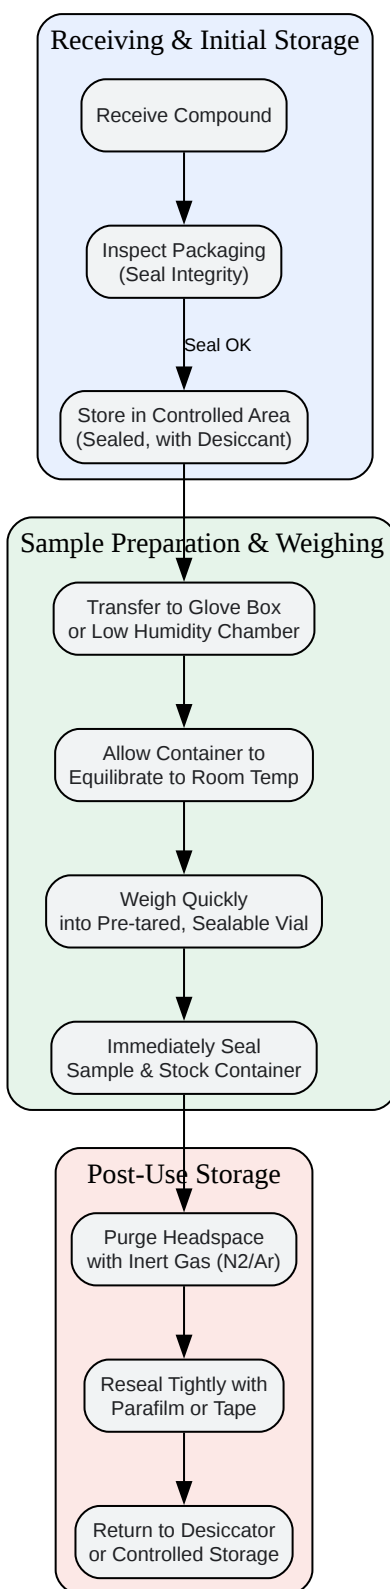 Receiving & Initial Storage
Receive Compound
Inspect Packaging
(Seal Integrity)
Seal OK
Store in Controlled Area
(Sealed, with Desiccant)
Sample Preparation & Weighing
Transfer to Glove Box
or Low Humidity Chamber
Allow Container to
Equilibrate to Room Temp
Weigh Quickly
into Pre-tared, Sealable Vial
Immediately Seal
Sample & Stock Container
Post-Use Storage
Purge Headspace
with Inert Gas (N2/Ar)
Reseal Tightly with
Parafilm or Tape
Return to Desiccator
or Controlled Storage